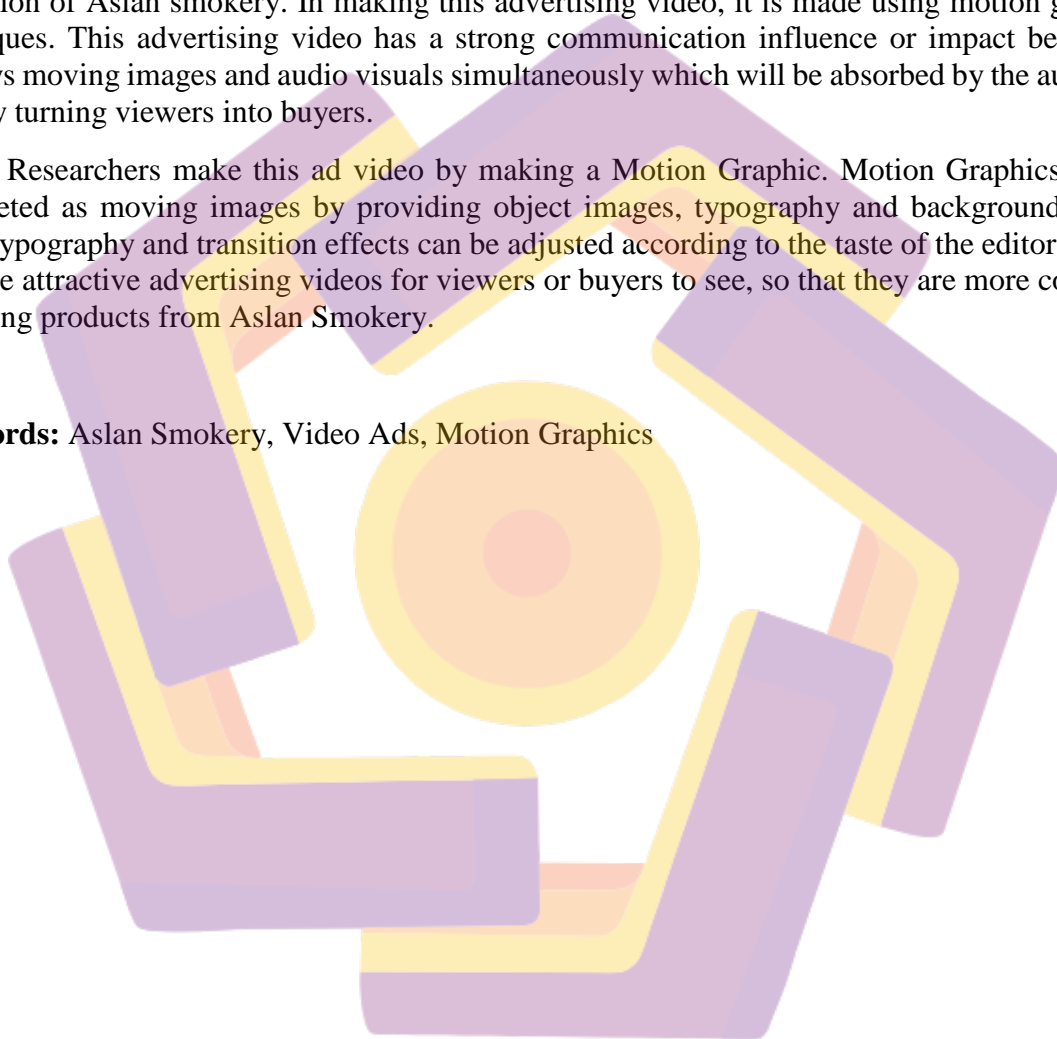 ion of Aslan smokery. In making this advertising video, it is made using motion g
ques. This advertising video has a strong communication influence or impact be
ys moving images and audio visuals simultaneously which will be absorbed by the au
y turning viewers into buyers.
Researchers make this ad video by making a Motion Graphic. Motion Graphics
eted as moving images by providing object images, typography and background
ypography and transition effects can be adjusted according to the taste of the editor
e attractive advertising videos for viewers or buyers to see, so that they are more co
ng products from Aslan Smokery.
ords: Aslan Smokery, Video Ads, Motion Graphics